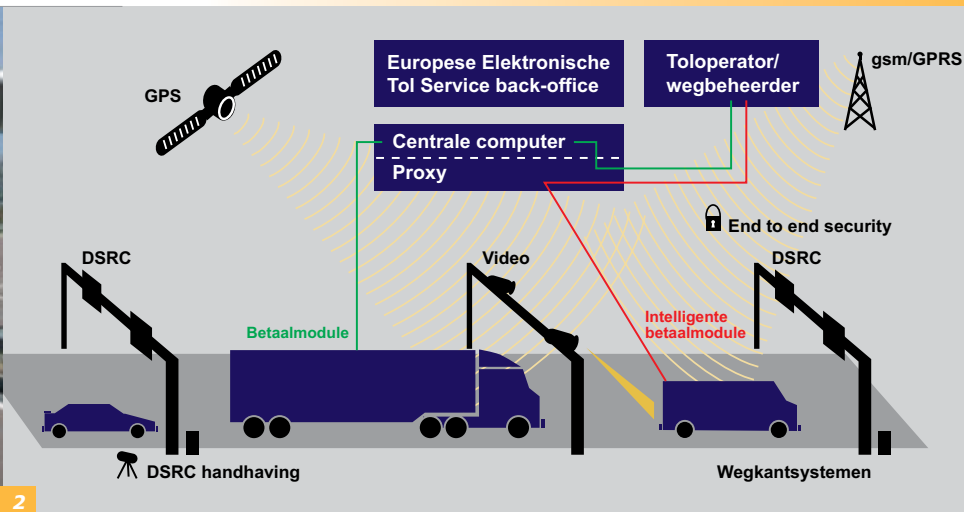 Europese Elektronische
Tol Service back-office
Toloperator/
wegbeheerder
gsm/GPRS
GPS
Centrale computer
Proxy
End to end security
DSRC
Video
DSRC
Betaalmodule
Intelligente
betaalmodule
DSRC handhaving
Wegkantsystemen
2